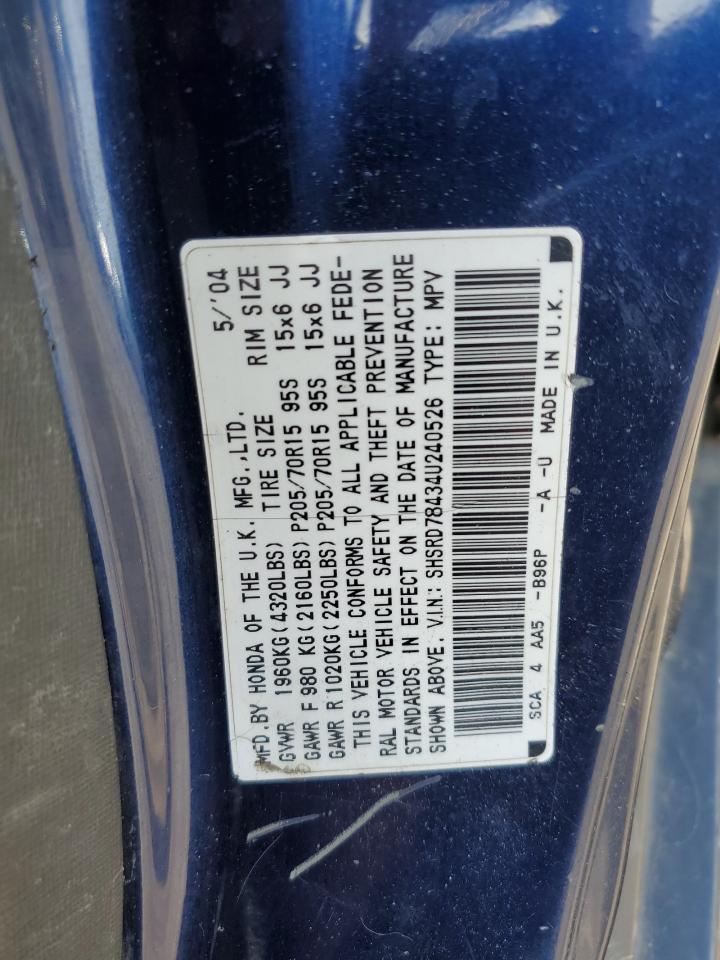 5/'04
MFD.BY HONDA OF THE U.K. MFG.,LTD.
GVWR 1960KG(4320LBS) TIRE SIZE RIM SIZE
GAWR F 980 KG(2160LBS)P205/70R15 95S 15x6 JJ
GAWR R 1020KG(2250LBS)P205/70R15 95S 15x6 JJ
THIS VEHICLE CONFORMS TO ALL APPLICABLE FEDE-
RAL MOTOR VEHICLE SAFETY AND THEFT PREVENTION
STANDARDS IN EFFECT ON THE DATE OF MANUFACTURE
SHOWN ABOVE. V.I.N.: SHSRD78434U240526 TYPE: MPV
SCA 4 AA5 -B96P -A -U MADE IN U.K.